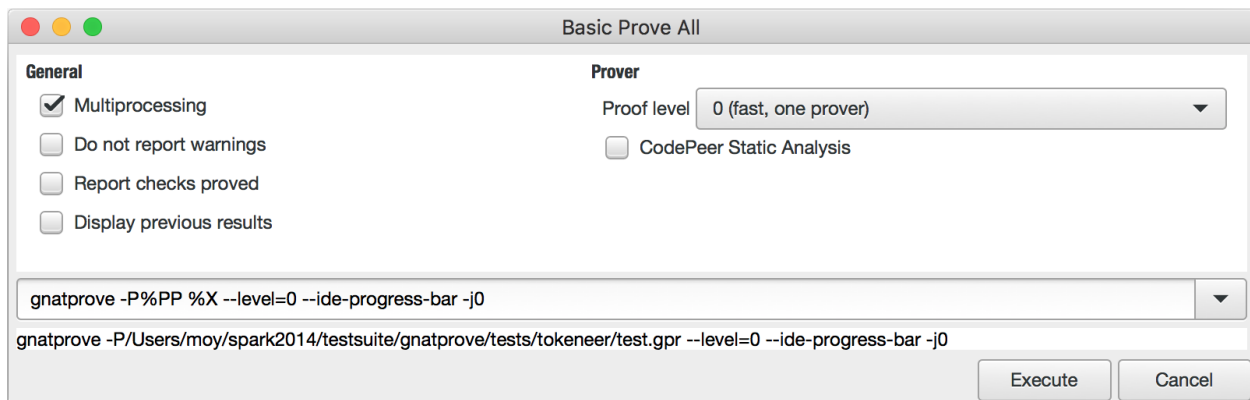 Basic Prove All
General
Multiprocessing
Do not report warnings
Report checks proved
Display previous results
Prover
Proof level 0 (fast, one prover)
CodePeer Static Analysis
gnatprove -P%PP %X --level=0 --ide-progress-bar -j0
gnatprove -P/Users/moy/spark2014/testsuite/gnatprove/tests/tokeneer/test.gpr --level=0 --ide-progress-bar -j0
Execute Cancel